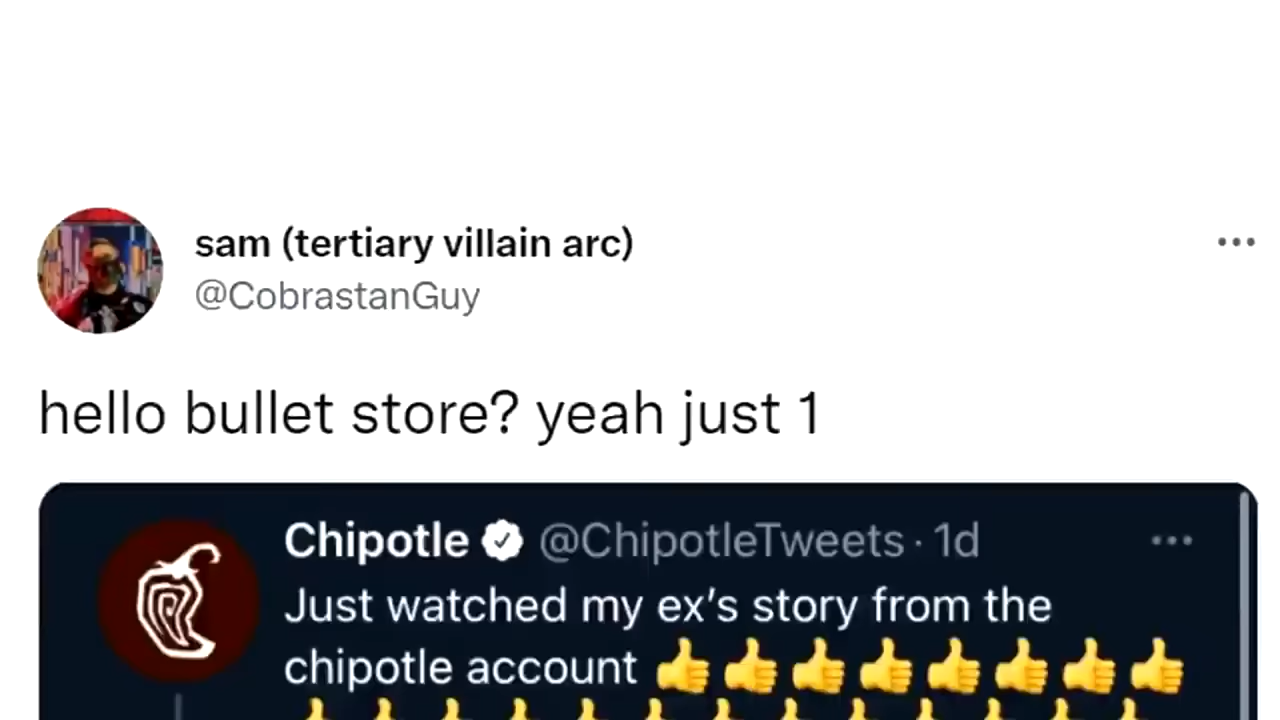 sam (tertiary villain arc)
@CobrastanGuy
hello bullet store? yeah just 1
Chipotle @ChipotleTweets · 1d
Just watched my ex’s story from the
chipotle account 👍👍👍👍👍👍👍👍